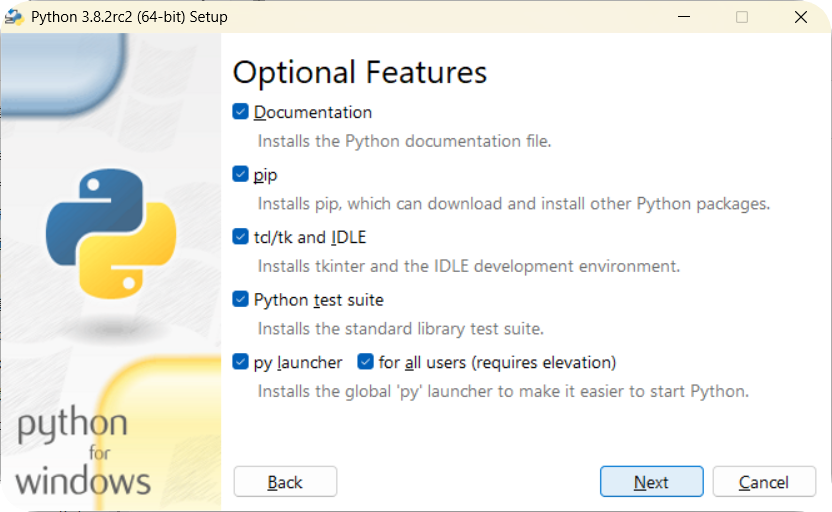 Python 3.8.2rc2 (64-bit) Setup
Optional Features
Documentation
Installs the Python documentation file.
pip
Installs pip, which can download and install other Python packages.
tcl/tk and IDLE
Installs tkinter and the IDLE development environment.
Python test suite
Installs the standard library test suite.
py launcher for all users (requires elevation)
Installs the global 'py' launcher to make it easier to start Python.
python
for
windows
Back Next Cancel